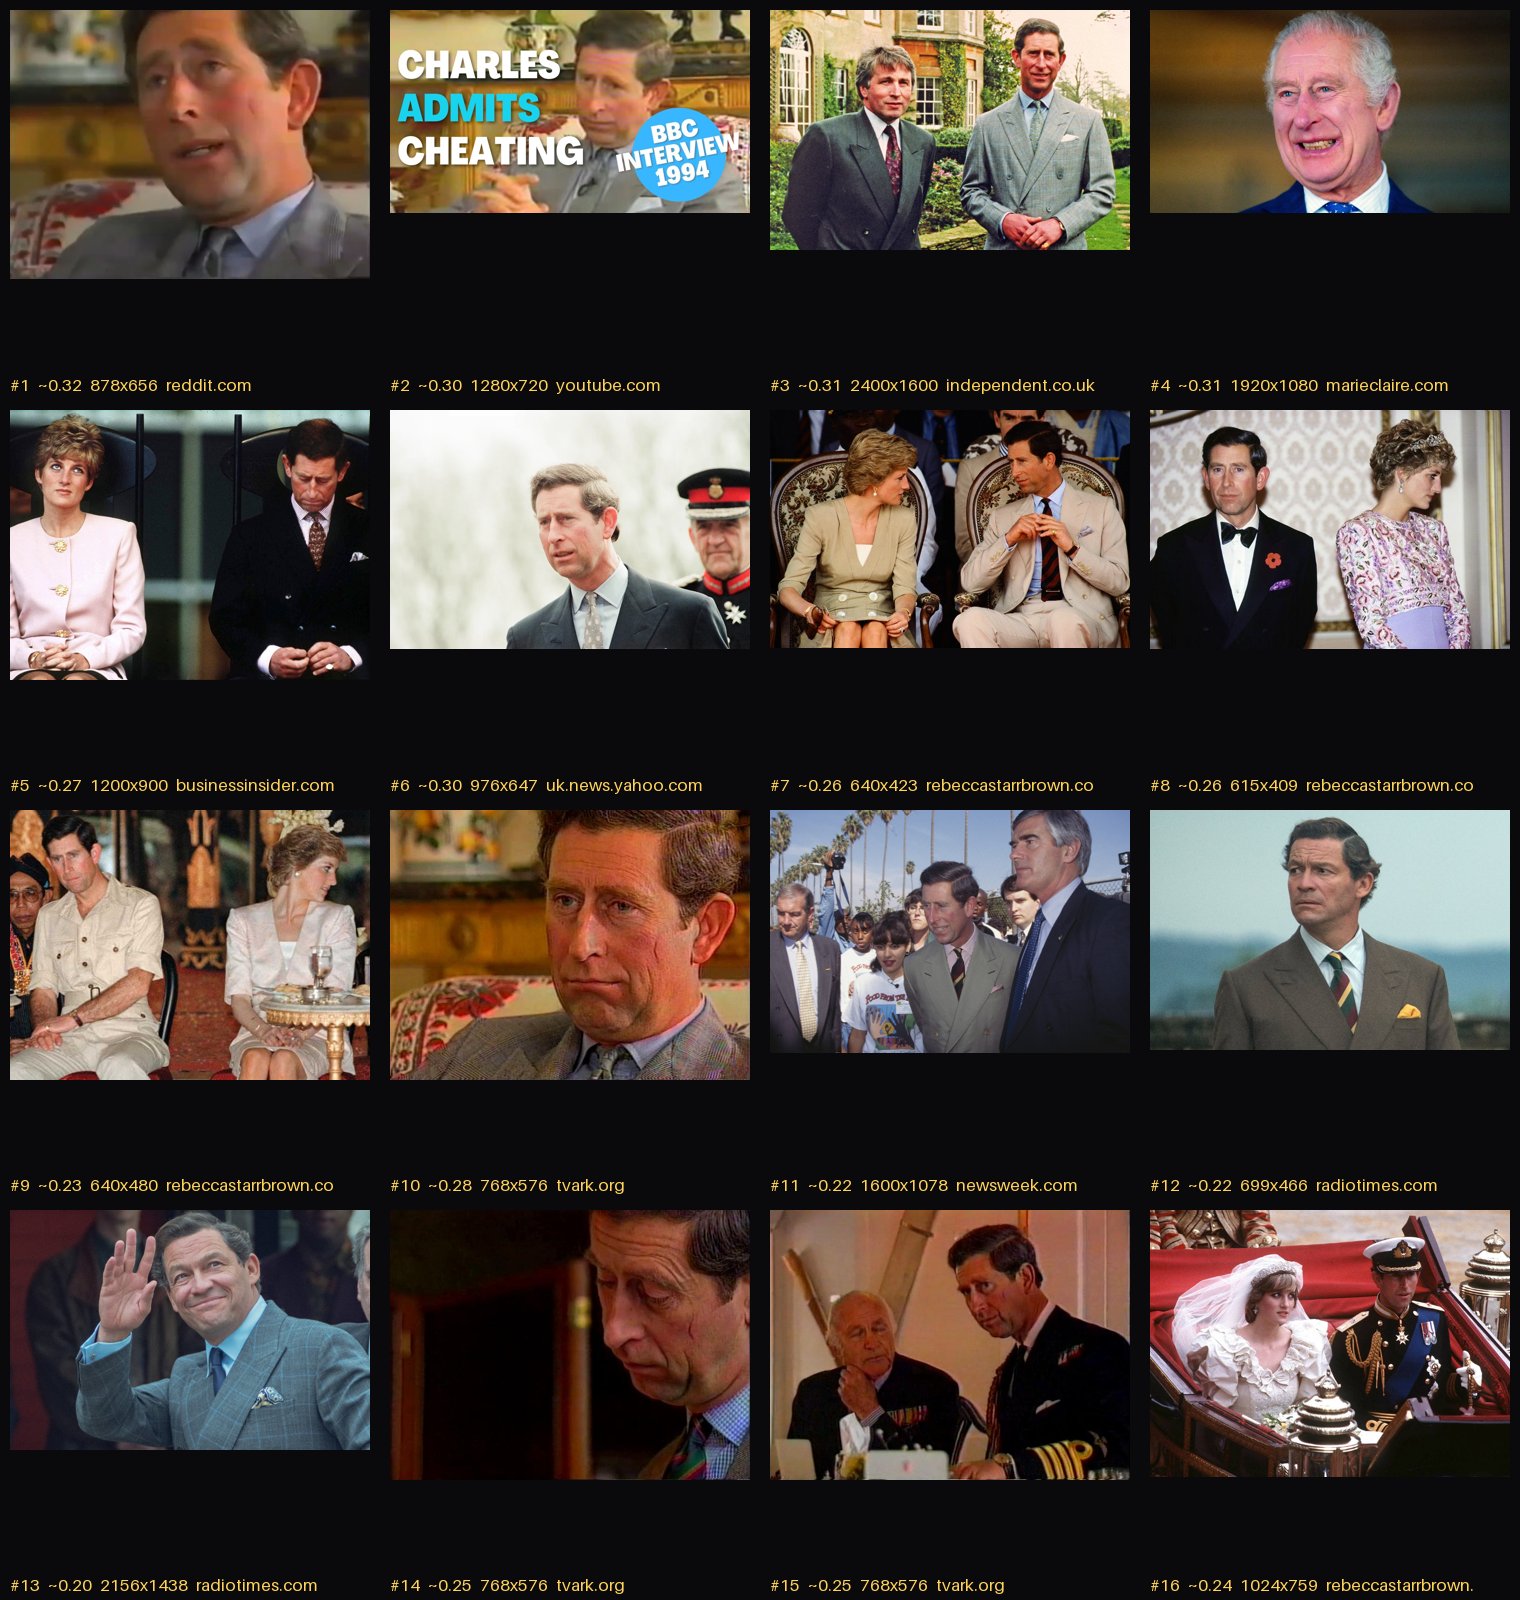 CHARLES
ADMITS
CHEATING
BBC
INTERVIEW
1994
#1 ~0.32 878x656 reddit.com
#2 ~0.30 1280x720 youtube.com
#3 ~0.31 2400x1600 independent.co.uk
#4 ~0.31 1920x1080 marieclaire.com
#5 ~0.27 1200x900 businessinsider.com
#6 ~0.30 976x647 uk.news.yahoo.com
#7 ~0.26 640x423 rebeccastarrbrown.co
#8 ~0.26 615x409 rebeccastarrbrown.co
#9 ~0.23 640x480 rebeccastarrbrown.co
#10 ~0.28 768x576 tvark.org
#11 ~0.22 1600x1078 newsweek.com
#12 ~0.22 699x466 radiotimes.com
#13 ~0.20 2156x1438 radiotimes.com
#14 ~0.25 768x576 tvark.org
#15 ~0.25 768x576 tvark.org
#16 ~0.24 1024x759 rebeccastarrbrown.